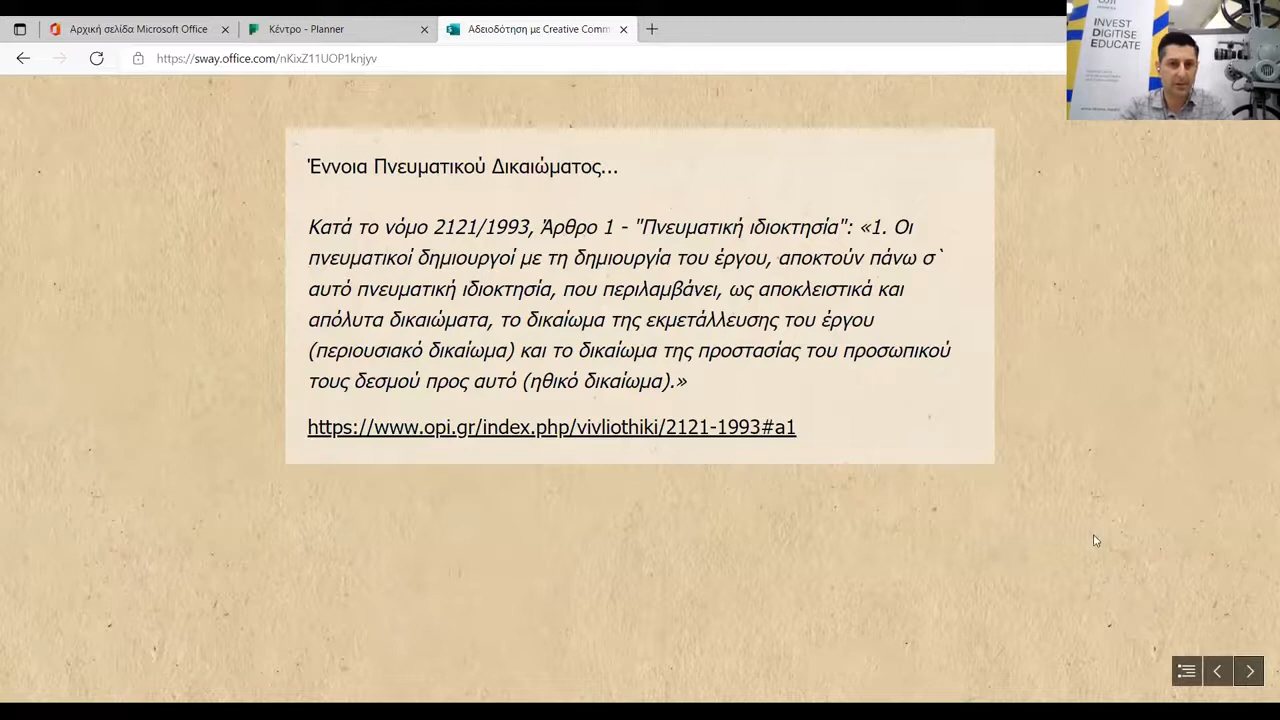 Αρχική σελίδα Microsoft Office
Κέντρο - Planner
Αδειοδότηση με Creative Comm
https://sway.office.com/nKixZ11UOP1knjyv
INVEST
DIGITISE
EDUCATE
Έννοια Πνευματικού Δικαιώματος...
Κατά το νόμο 2121/1993, Άρθρο 1 - "Πνευματική ιδιοκτησία": «1. Οι
πνευματικοί δημιουργοί με τη δημιουργία του έργου, αποκτούν πάνω σ`
αυτό πνευματική ιδιοκτησία, που περιλαμβάνει, ως αποκλειστικά και
απόλυτα δικαιώματα, το δικαίωμα της εκμετάλλευσης του έργου
(περιουσιακό δικαίωμα) και το δικαίωμα της προστασίας του προσωπικού
τους δεσμού προς αυτό (ηθικό δικαίωμα).»
https://www.opi.gr/index.php/vivliothiki/2121-1993#a1